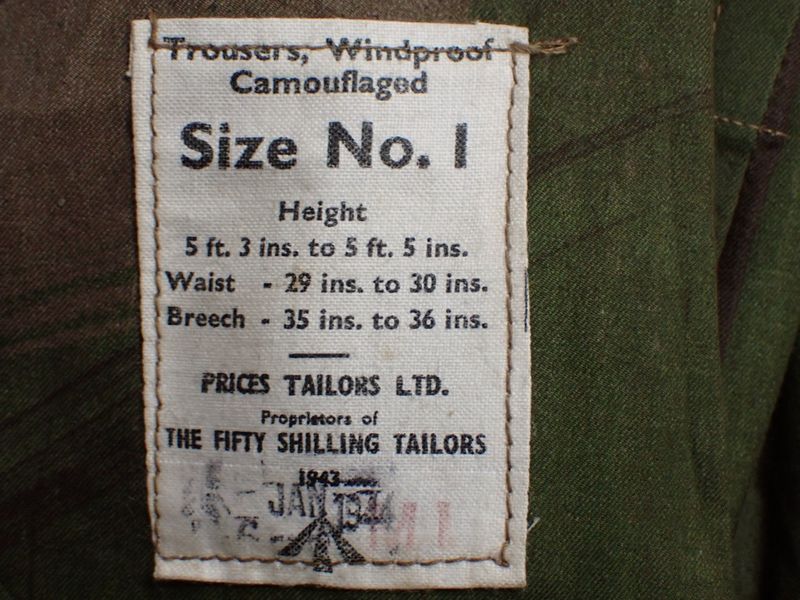 Trousers, Windproof
Camouflaged
Size No. 1
Height
5 ft. 3 ins. to 5 ft. 5 ins.
Waist - 29 ins. to 30 ins.
Breech - 35 ins. to 36 ins.
PRICES TAILORS LTD.
Proprietors of
THE FIFTY SHILLING TAILORS
1943
JAN 1944